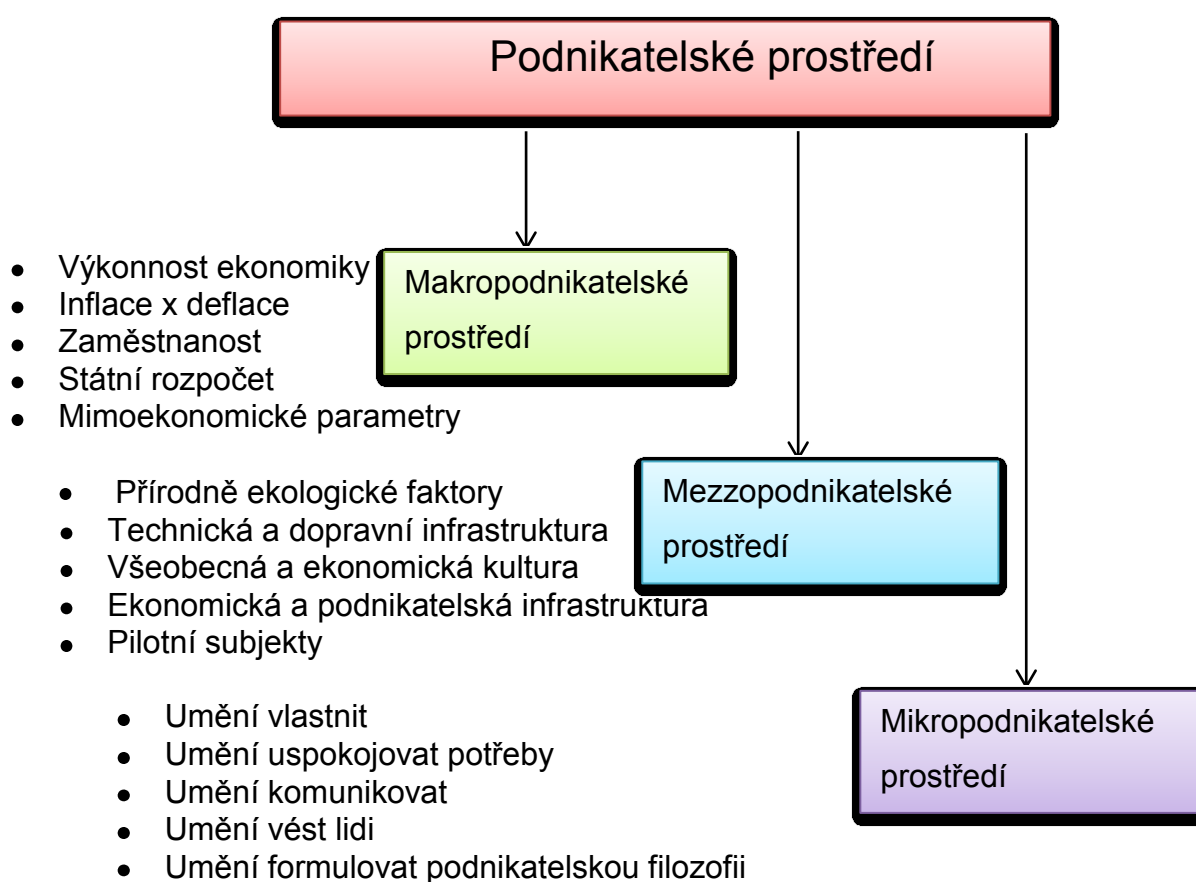 Podnikatelské prostředí
• Výkonnost ekonomiky
• Inflace x deflace
• Zaměstnanost
• Státní rozpočet
• Mimoekonomické parametry
Makropodnikatelské
prostředí
• Přírodně ekologické faktory
• Technická a dopravní infrastruktura
• Všeobecná a ekonomická kultura
• Ekonomická a podnikatelská infrastruktura
• Pilotní subjekty
Mezzopodnikatelské
prostředí
• Umění vlastnit
• Umění uspokojovat potřeby
• Umění komunikovat
• Umění vést lidi
• Umění formulovat podnikatelskou filozofii
Mikropodnikatelské
prostředí